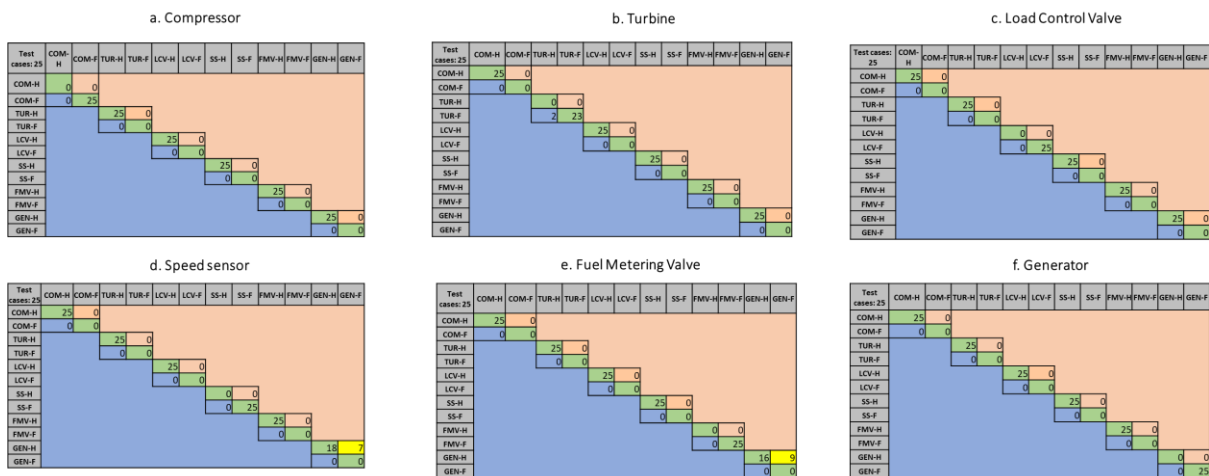 a. Compressor
Test cases: 25 COM-H COM-F TUR-H TUR-F LCV-H LCV-F SS-H SS-F FMV-H FMV-F GEN-H GEN-F
COM-H 0 0
COM-F 0 25
TUR-H 25 0
TUR-F 0 0
LCV-H 25 0
LCV-F 0 0
SS-H 25 0
SS-F 0 0
FMV-H 25 0
FMV-F 0 0
GEN-H 25 0
GEN-F 0 0
b. Turbine
Test cases: 25 COM-H COM-F TUR-H TUR-F LCV-H LCV-F SS-H SS-F FMV-H FMV-F GEN-H GEN-F
COM-H 25 0
COM-F 0 0
TUR-H 0 0
TUR-F 2 23
LCV-H 25 0
LCV-F 0 0
SS-H 25 0
SS-F 0 0
FMV-H 25 0
FMV-F 0 0
GEN-H 25 0
GEN-F 0 0
c. Load Control Valve
Test cases: 25 COM-H COM-F TUR-H TUR-F LCV-H LCV-F SS-H SS-F FMV-H FMV-F GEN-H GEN-F
COM-H 25 0
COM-F 0 0
TUR-H 25 0
TUR-F 0 0
LCV-H 0 0
LCV-F 0 25
SS-H 25 0
SS-F 0 0
FMV-H 25 0
FMV-F 0 0
GEN-H 25 0
GEN-F 0 0
d. Speed sensor
Test cases: 25 COM-H COM-F TUR-H TUR-F LCV-H LCV-F SS-H SS-F FMV-H FMV-F GEN-H GEN-F
COM-H 25 0
COM-F 0 0
TUR-H 25 0
TUR-F 0 0
LCV-H 25 0
LCV-F 0 0
SS-H 0 0
SS-F 0 25
FMV-H 25 0
FMV-F 0 0
GEN-H 18 7
GEN-F 0 0
e. Fuel Metering Valve
Test cases: 25 COM-H COM-F TUR-H TUR-F LCV-H LCV-F SS-H SS-F FMV-H FMV-F GEN-H GEN-F
COM-H 25 0
COM-F 0 0
TUR-H 25 0
TUR-F 0 0
LCV-H 25 0
LCV-F 0 0
SS-H 25 0
SS-F 0 0
FMV-H 0 0
FMV-F 0 25
GEN-H 16 9
GEN-F 0 0
f. Generator
Test cases: 25 COM-H COM-F TUR-H TUR-F LCV-H LCV-F SS-H SS-F FMV-H FMV-F GEN-H GEN-F
COM-H 25 0
COM-F 0 0
TUR-H 25 0
TUR-F 0 0
LCV-H 25 0
LCV-F 0 0
SS-H 25 0
SS-F 0 0
FMV-H 25 0
FMV-F 0 0
GEN-H 0 0
GEN-F 0 25